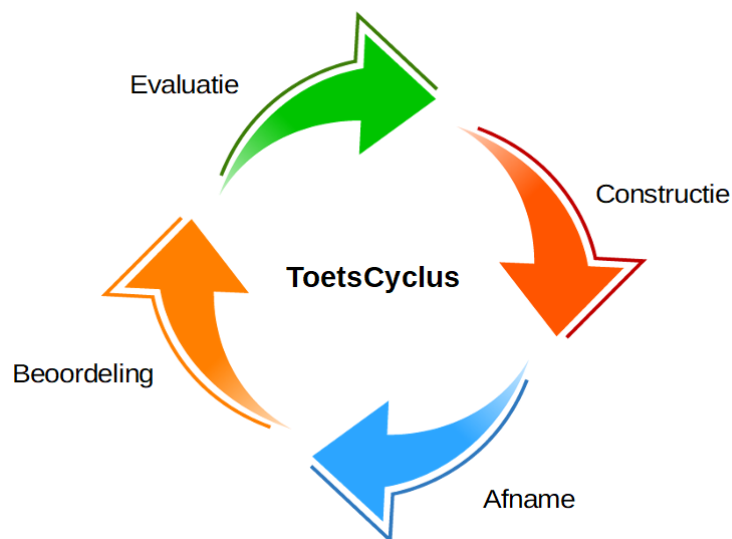 Evaluatie
Constructie
ToetsCyclus
Beoordeling
Afname